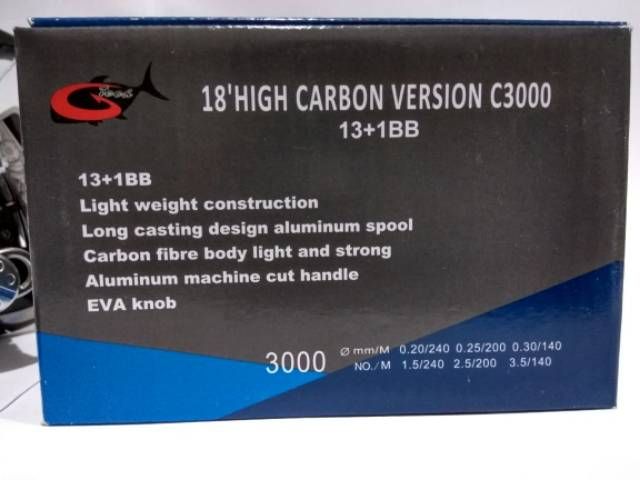 18'HIGH CARBON VERSION C3000
13+1BB
13+1BB
Light weight construction
Long casting design aluminum spool
Carbon fibre body light and strong
Aluminum machine cut handle
EVA knob
3000
Ø mm/M 0.20/240 0.25/200 0.30/140
NO./M 1.5/240 2.5/200 3.5/140